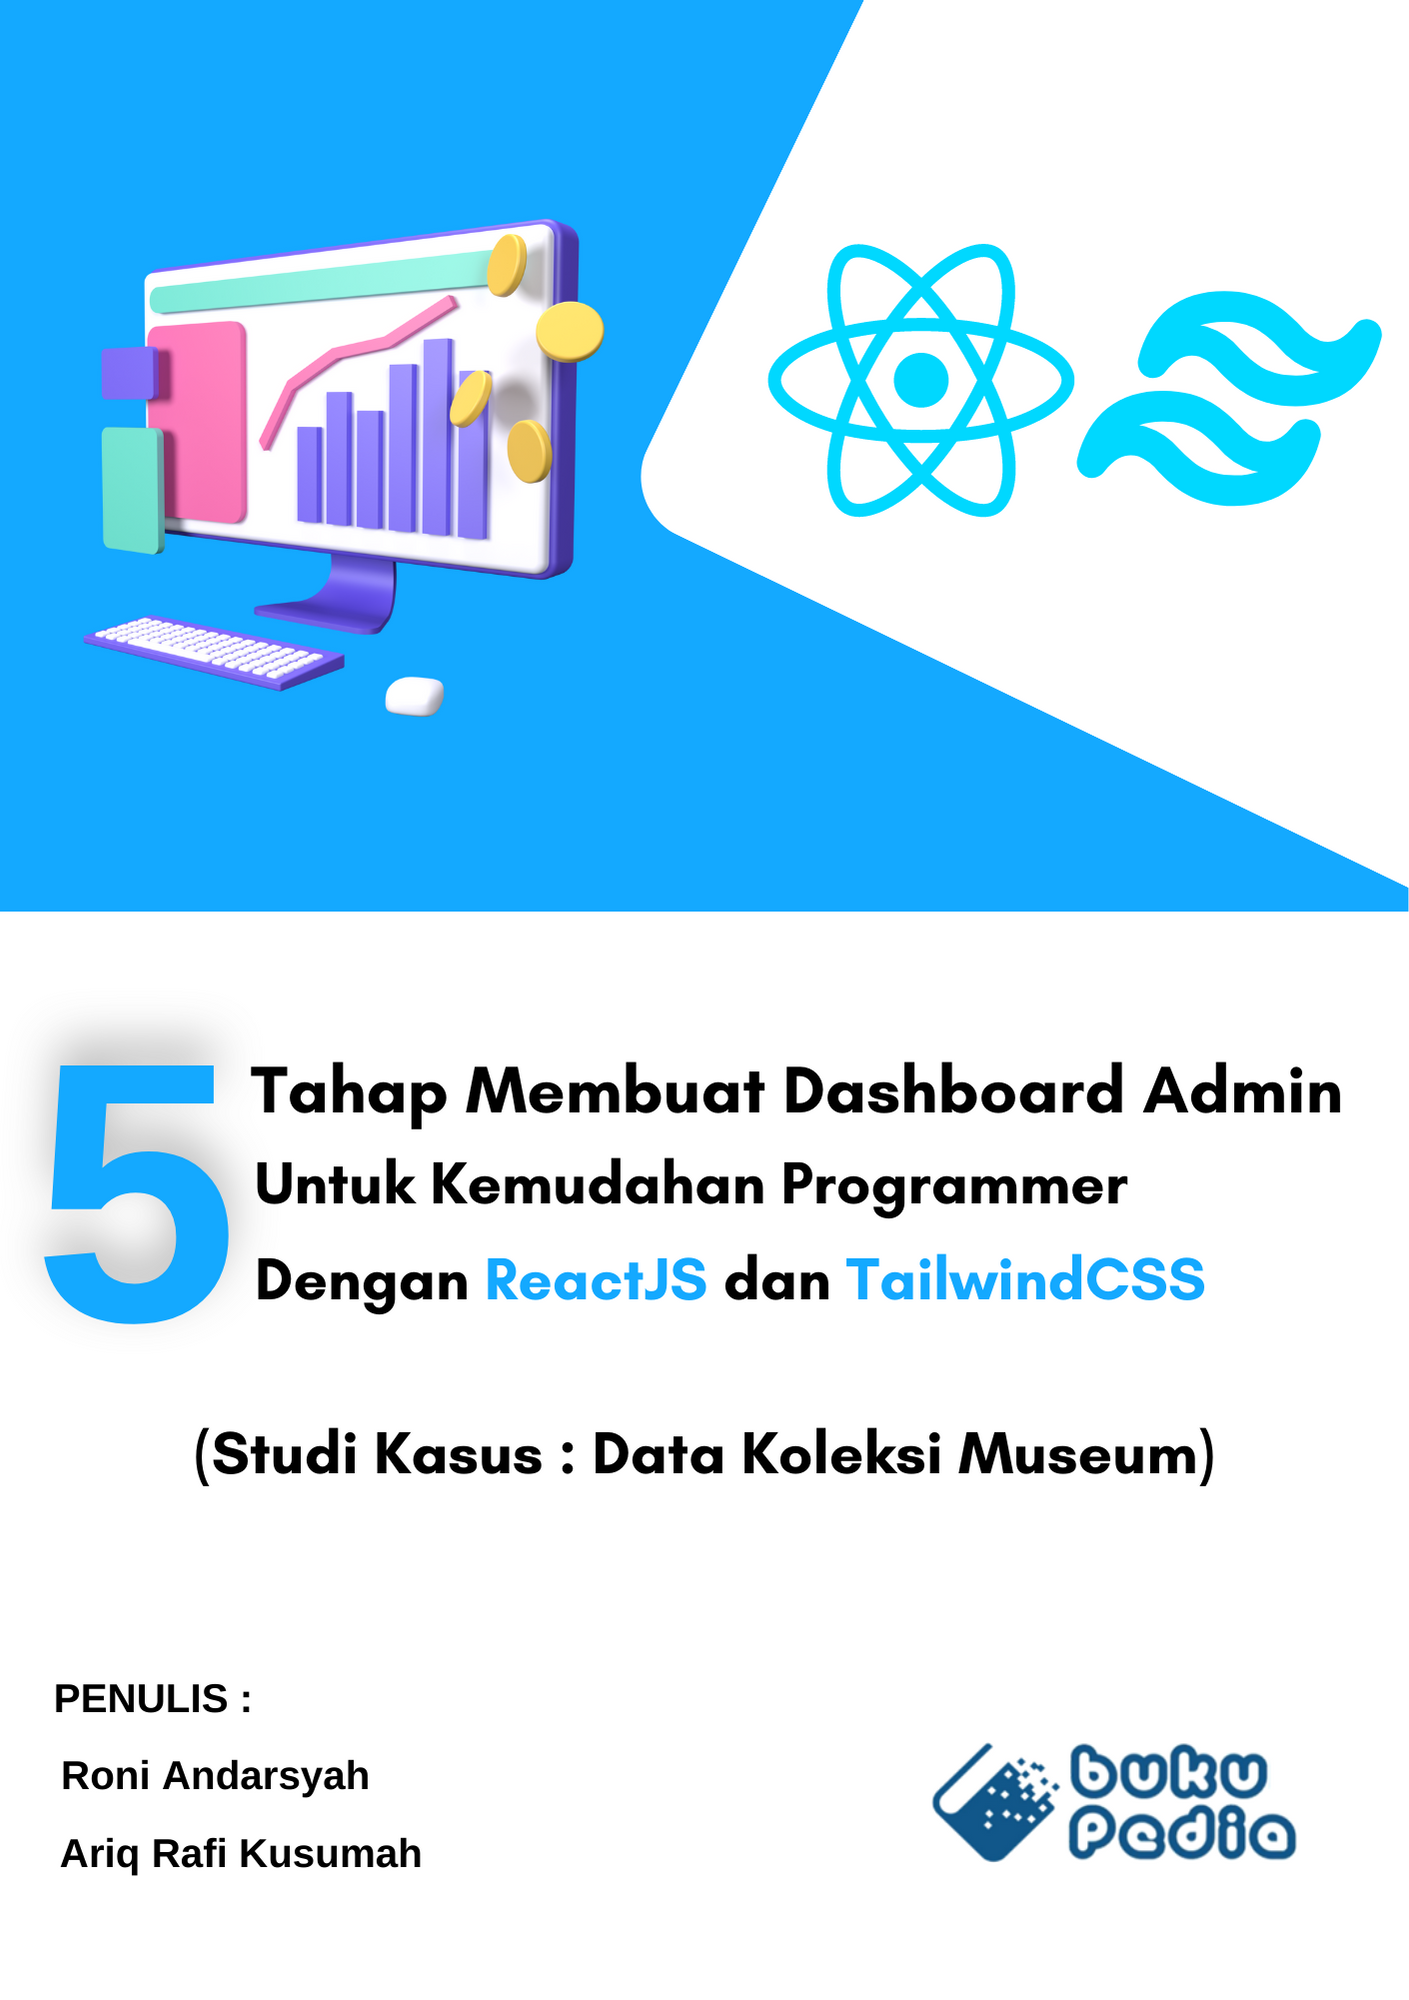 5 Tahap Membuat Dashboard Admin
Untuk Kemudahan Programmer
Dengan ReactJS dan TailwindCSS
(Studi Kasus : Data Koleksi Museum)
PENULIS :
Roni Andarsyah
Ariq Rafi Kusumah
buku
Pedia